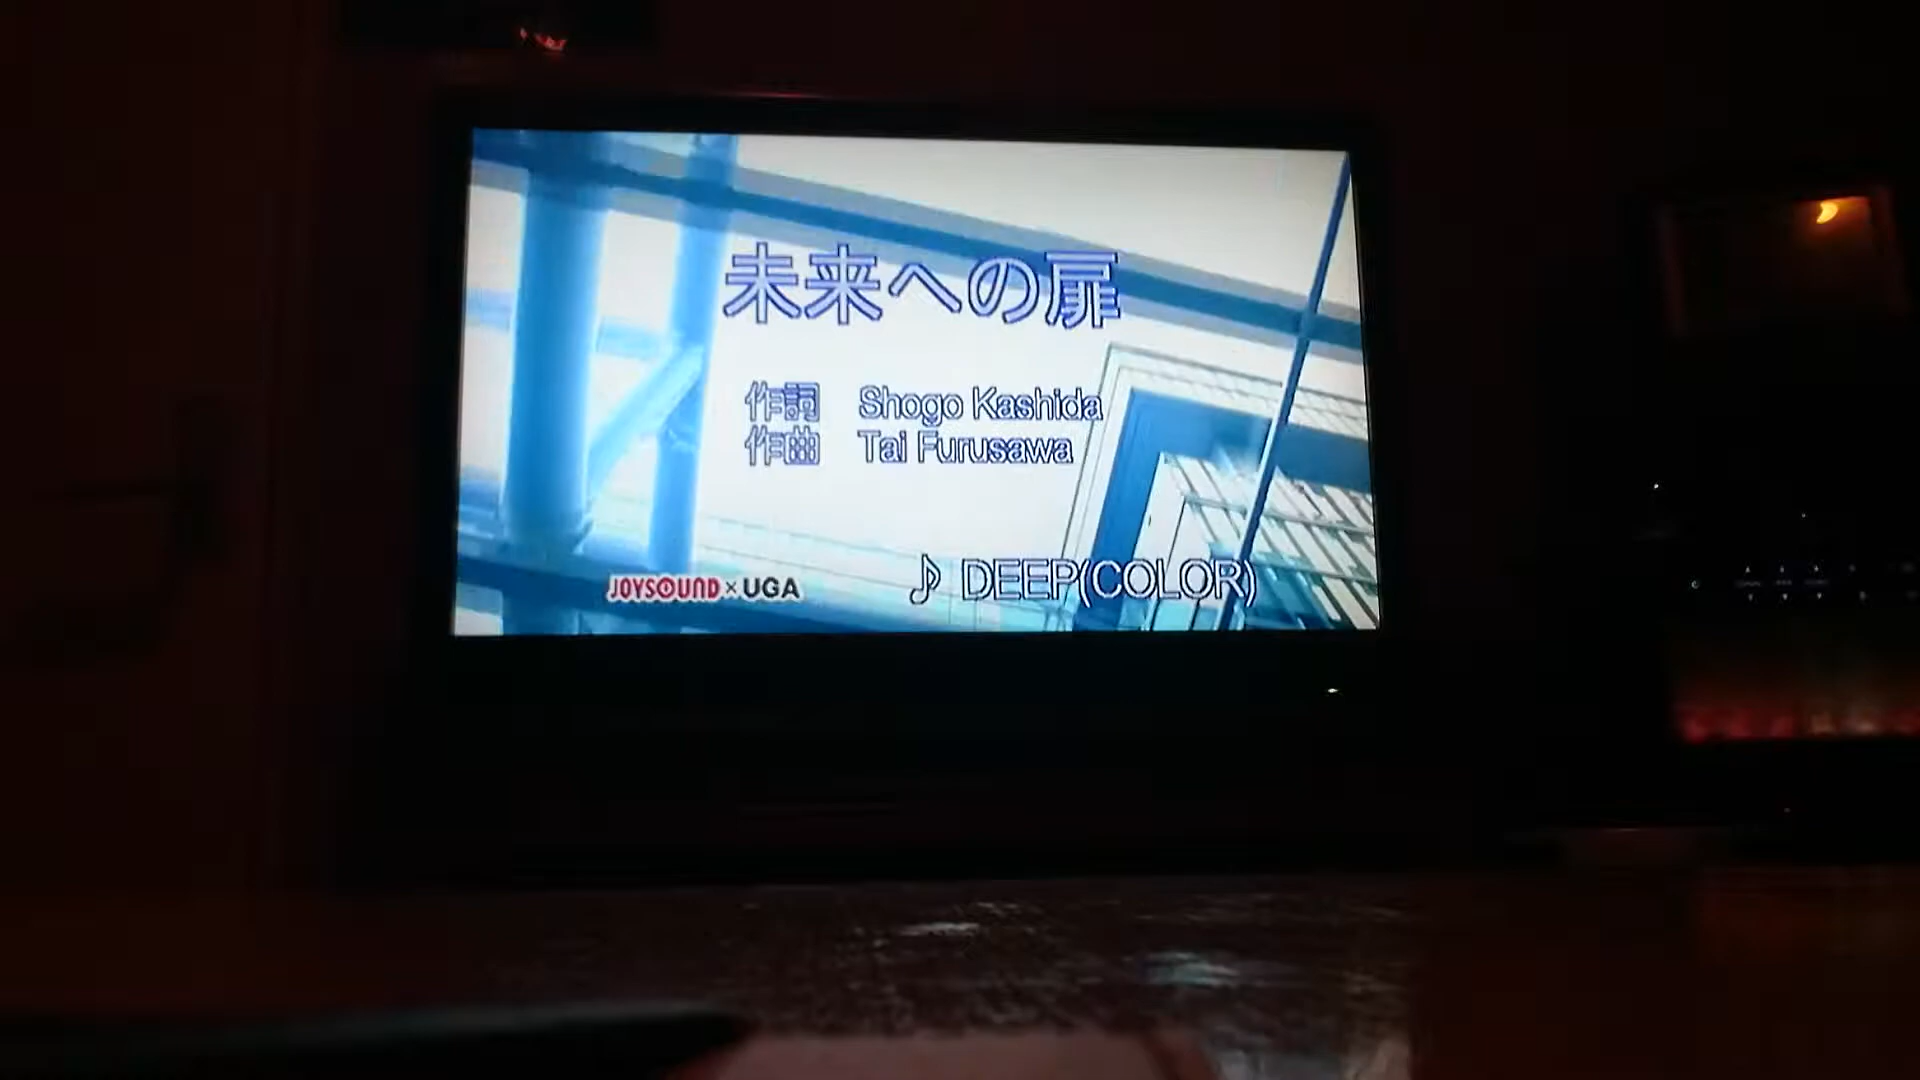 未来への扉
作詞 Shogo Kashida
作曲 Tai Furusawa
♪ DEEP(COLOR)
JOYSOUND×UGA